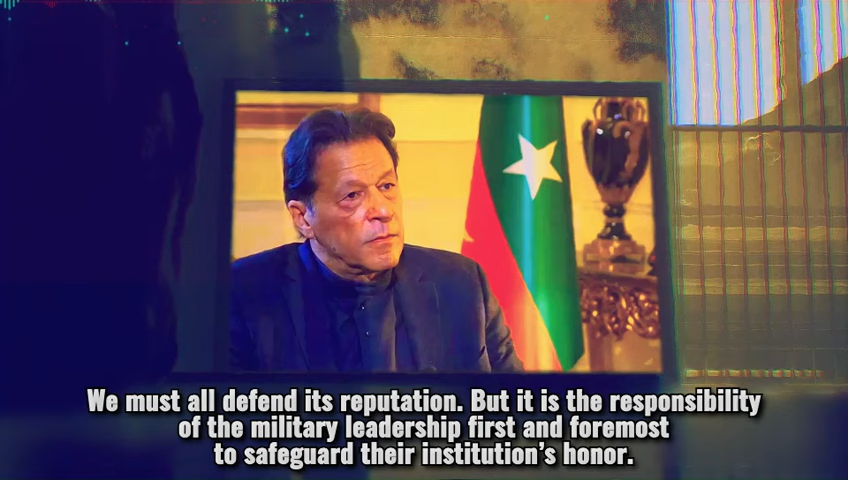 We must all defend its reputation. But it is the responsibility
of the military leadership first and foremost
to safeguard their institution's honor.